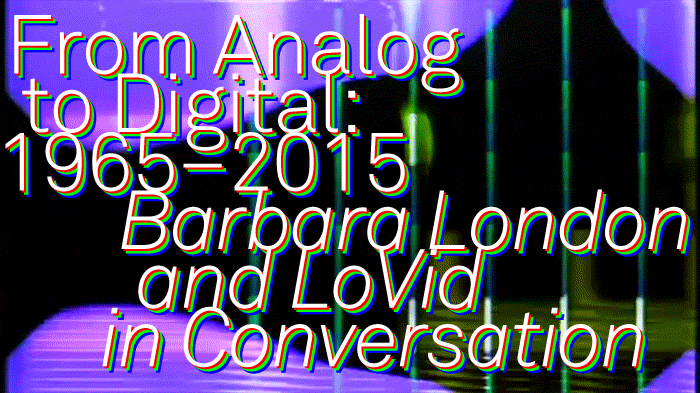 From Analog
to Digital:
1965–2015
Barbara London
and LoVid
in Conversation